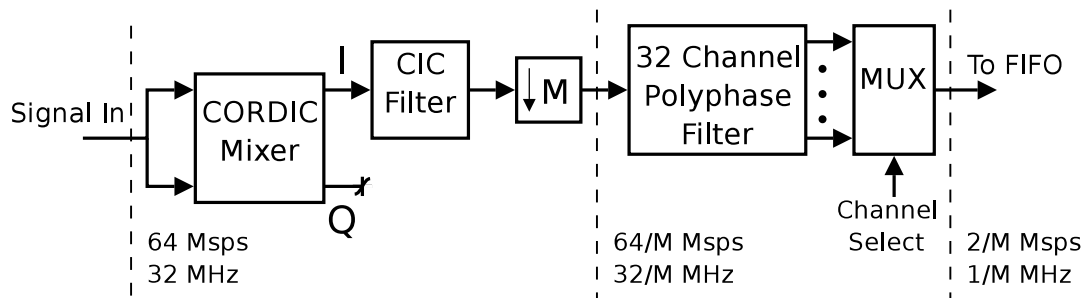 Signal In
CORDIC
Mixer
I
Q
CIC
Filter
M
32 Channel
Polyphase
Filter
MUX
To FIFO
Channel
Select
64 Msps
32 MHz
64/M Msps
32/M MHz
2/M Msps
1/M MHz